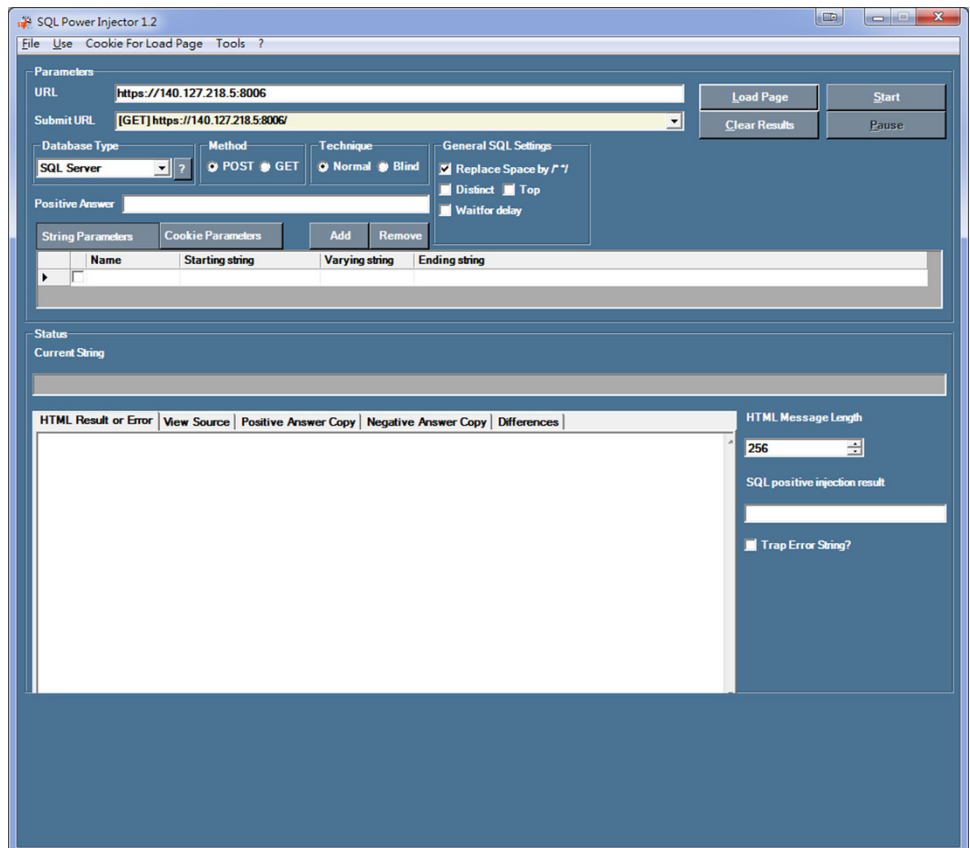 SQL Power Injector 1.2
File Use Cookie For Load Page Tools ?
Parameters
URL https://140.127.218.5:8006
Load Page Start
Submit URL [GET] https://140.127.218.5:8006/
Clear Results Pause
Database Type Method Technique General SQL Settings
SQL Server ? POST GET Normal Blind Replace Space by /* */
Distinct Top
Positive Answer
Waitfor delay
String Parameters Cookie Parameters Add Remove
Name Starting string Varying string Ending string
Status
Current String
HTML Result or Error View Source Positive Answer Copy Negative Answer Copy Differences
HTML Message Length
256
SQL positive injection result
Trap Error String?